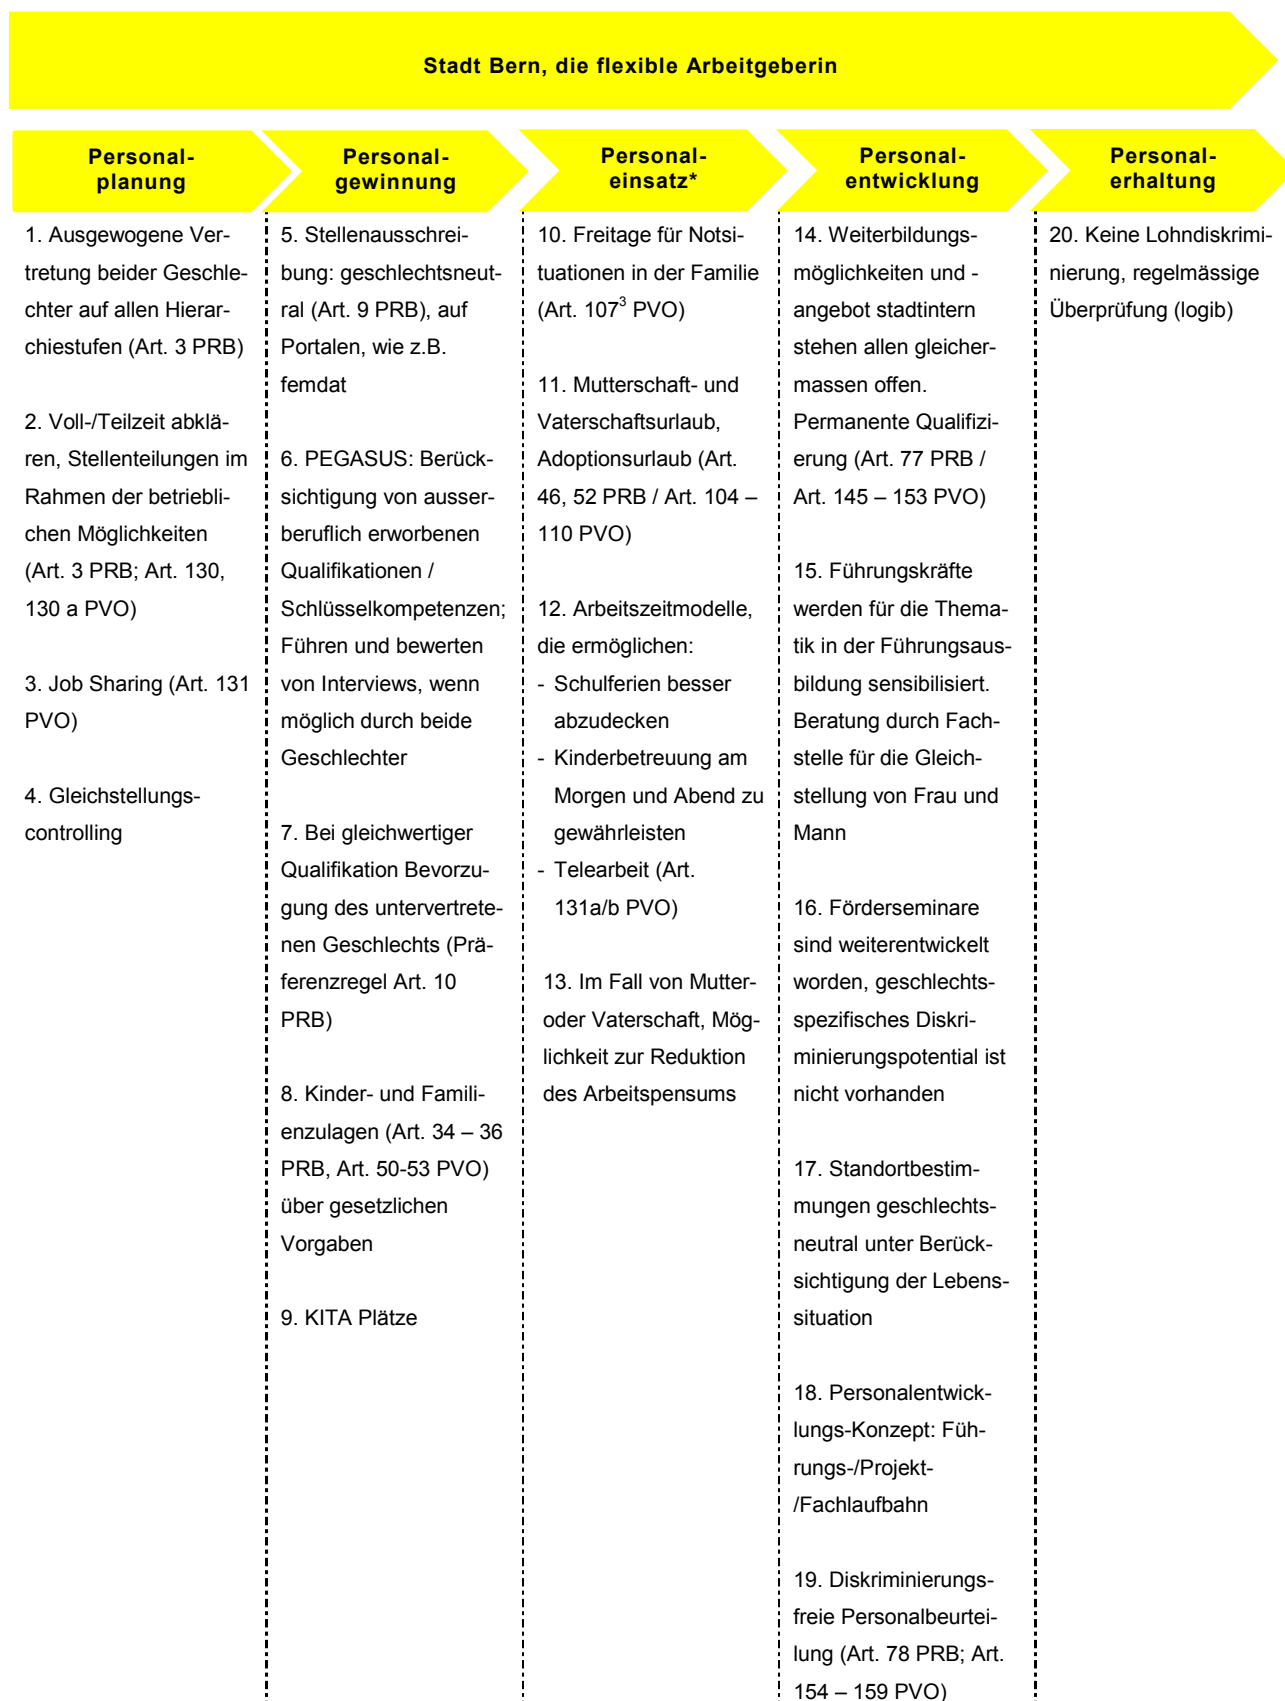 Stadt Bern, die flexible Arbeitgeberin
Personal-
planung
1. Ausgewogene Ver-
tretung beider Geschle-
chter auf allen Hierar-
chiestufen (Art. 3 PRB)
2. Voll-/Teilzeit abklä-
ren, Stellenteilungen im
Rahmen der betriebli-
chen Möglichkeiten
(Art. 3 PRB; Art. 130,
130 a PVO)
3. Job Sharing (Art. 131
PVO)
4. Gleichstellungs-
controlling
Personal-
gewinnung
5. Stellenausschrei-
bung: geschlechtsneut-
ral (Art. 9 PRB), auf
Portalen, wie z.B.
femdat
6. PEGASUS: Berück-
sichtigung von ausser-
beruflich erworbenen
Qualifikationen /
Schlüsselkompetenzen;
Führen und bewerten
von Interviews, wenn
möglich durch beide
Geschlechter
7. Bei gleichwertiger
Qualifikation Bevorzu-
gung des untervertrete-
nen Geschlechts (Prä-
ferenzregel Art. 10
PRB)
8. Kinder- und Famili-
enzulagen (Art. 34 – 36
PRB, Art. 50-53 PVO)
über gesetzlichen
Vorgaben
9. KITA Plätze
Personal-
einsatz*
10. Freitage für Notsi-
tuationen in der Familie
(Art. 107³ PVO)
11. Mutterschaft- und
Vaterschaftsurlaub,
Adoptionsurlaub (Art.
46, 52 PRB / Art. 104 –
110 PVO)
12. Arbeitszeitmodelle,
die ermöglichen:
- Schulferien besser
abzudecken
- Kinderbetreuung am
Morgen und Abend zu
gewährleisten
- Telearbeit (Art.
131a/b PVO)
13. Im Fall von Mutter-
oder Vaterschaft, Mög-
lichkeit zur Reduktion
des Arbeitspensums
Personal-
entwicklung
14. Weiterbildungs-
möglichkeiten und -
angebot stadtintern
stehen allen gleicher-
massen offen.
Permanente Qualifizi-
erung (Art. 77 PRB /
Art. 145 – 153 PVO)
15. Führungskräfte
werden für die Thema-
tik in der Führungsaus-
bildung sensibilisiert.
Beratung durch Fach-
stelle für die Gleich-
stellung von Frau und
Mann
16. Förderseminare
sind weiterentwickelt
worden, geschlechts-
spezifisches Diskri-
minierungspotential ist
nicht vorhanden
17. Standortbestim-
mungen geschlechts-
neutral unter Berück-
sichtigung der Lebens-
situation
18. Personalentwick-
lungs-Konzept: Füh-
rungs-/Projekt-
/Fachlaufbahn
19. Diskriminierungs-
freie Personalbeurtei-
lung (Art. 78 PRB; Art.
154 – 159 PVO)
Personal-
erhaltung
20. Keine Lohndiskrimi-
nierung, regelmässige
Überprüfung (logib)